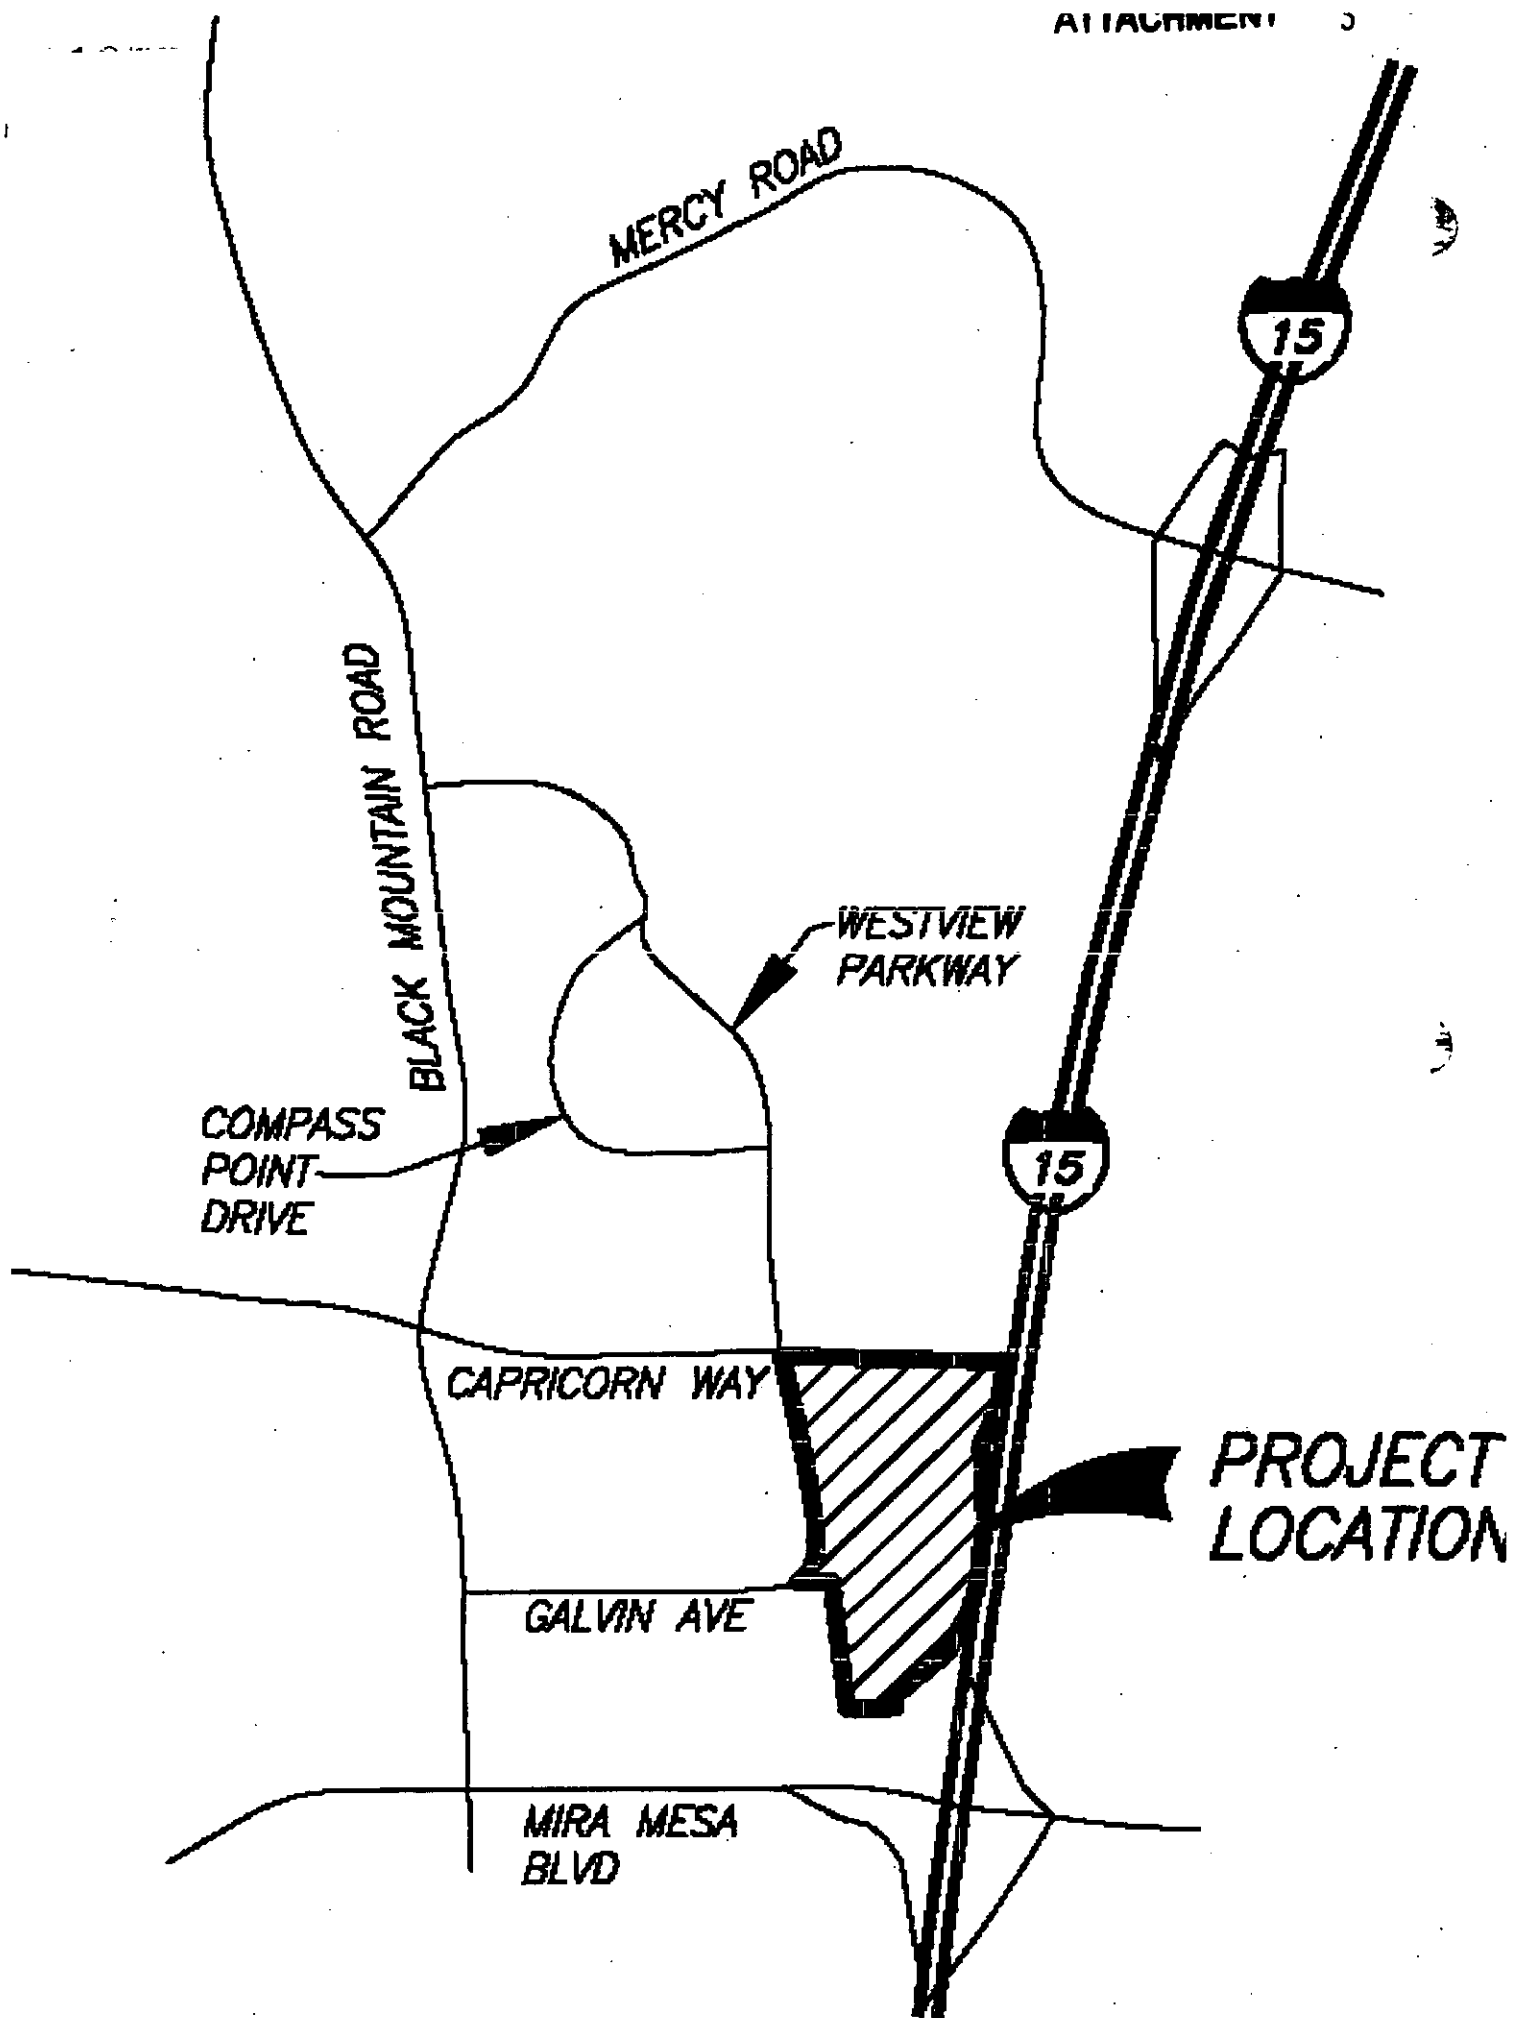 ATTACHMENT
MERCY ROAD
15
BLACK MOUNTAIN ROAD
WESTVIEW
PARKWAY
COMPASS
POINT
DRIVE
15
CAPRICORN WAY
PROJECT
LOCATION
GALVIN AVE
MIRA MESA
BLVD